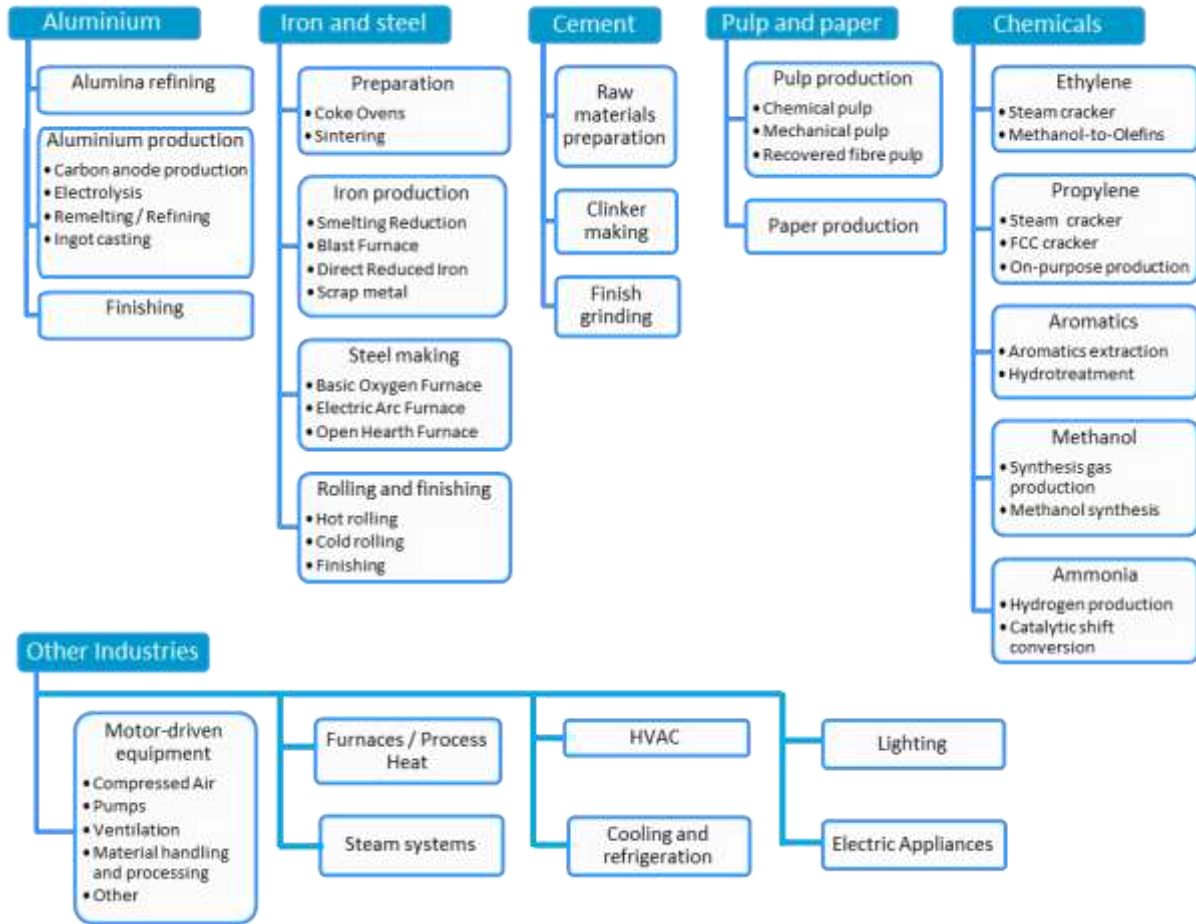 Aluminium
Alumina refining
Aluminium production
• Carbon anode production
• Electrolysis
• Remelting / Refining
• Ingot casting
Finishing
Iron and steel
Preparation
• Coke Ovens
• Sintering
Iron production
• Smelting Reduction
• Blast Furnace
• Direct Reduced Iron
• Scrap metal
Steel making
• Basic Oxygen Furnace
• Electric Arc Furnace
• Open Hearth Furnace
Rolling and finishing
• Hot rolling
• Cold rolling
• Finishing
Cement
Raw
materials
preparation
Clinker
making
Finish
grinding
Pulp and paper
Pulp production
• Chemical pulp
• Mechanical pulp
• Recovered fibre pulp
Paper production
Chemicals
Ethylene
• Steam cracker
• Methanol-to-Olefins
Propylene
• Steam cracker
• FCC cracker
• On-purpose production
Aromatics
• Aromatics extraction
• Hydrotreatment
Methanol
• Synthesis gas
production
• Methanol synthesis
Ammonia
• Hydrogen production
• Catalytic shift
conversion
Other Industries
Motor-driven
equipment
• Compressed Air
• Pumps
• Ventilation
• Material handling
and processing
• Other
Furnaces / Process
Heat
Steam systems
HVAC
Cooling and
refrigeration
Lighting
Electric Appliances